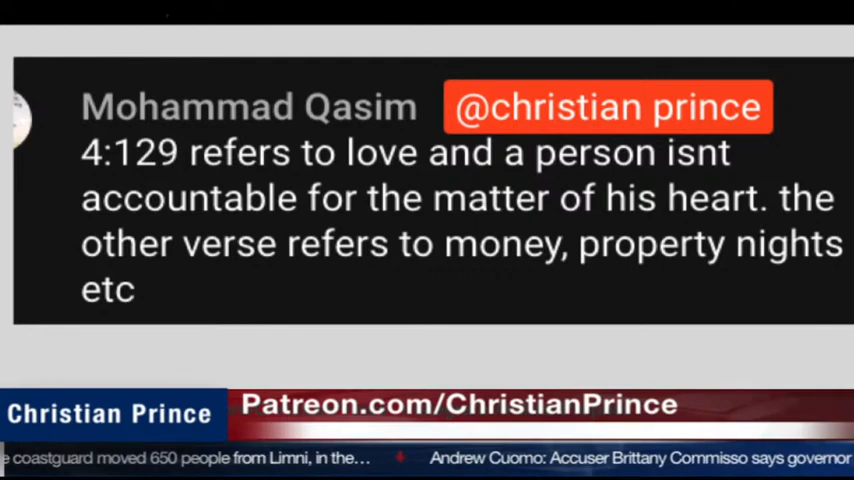 Mohammad Qasim @christian prince
4:129 refers to love and a person isnt
accountable for the matter of his heart. the
other verse refers to money, property nights
etc
Christian Prince
Patreon.com/ChristianPrince
e coastguard moved 650 people from Limni, in the...
Andrew Cuomo: Accuser Brittany Commisso says governor